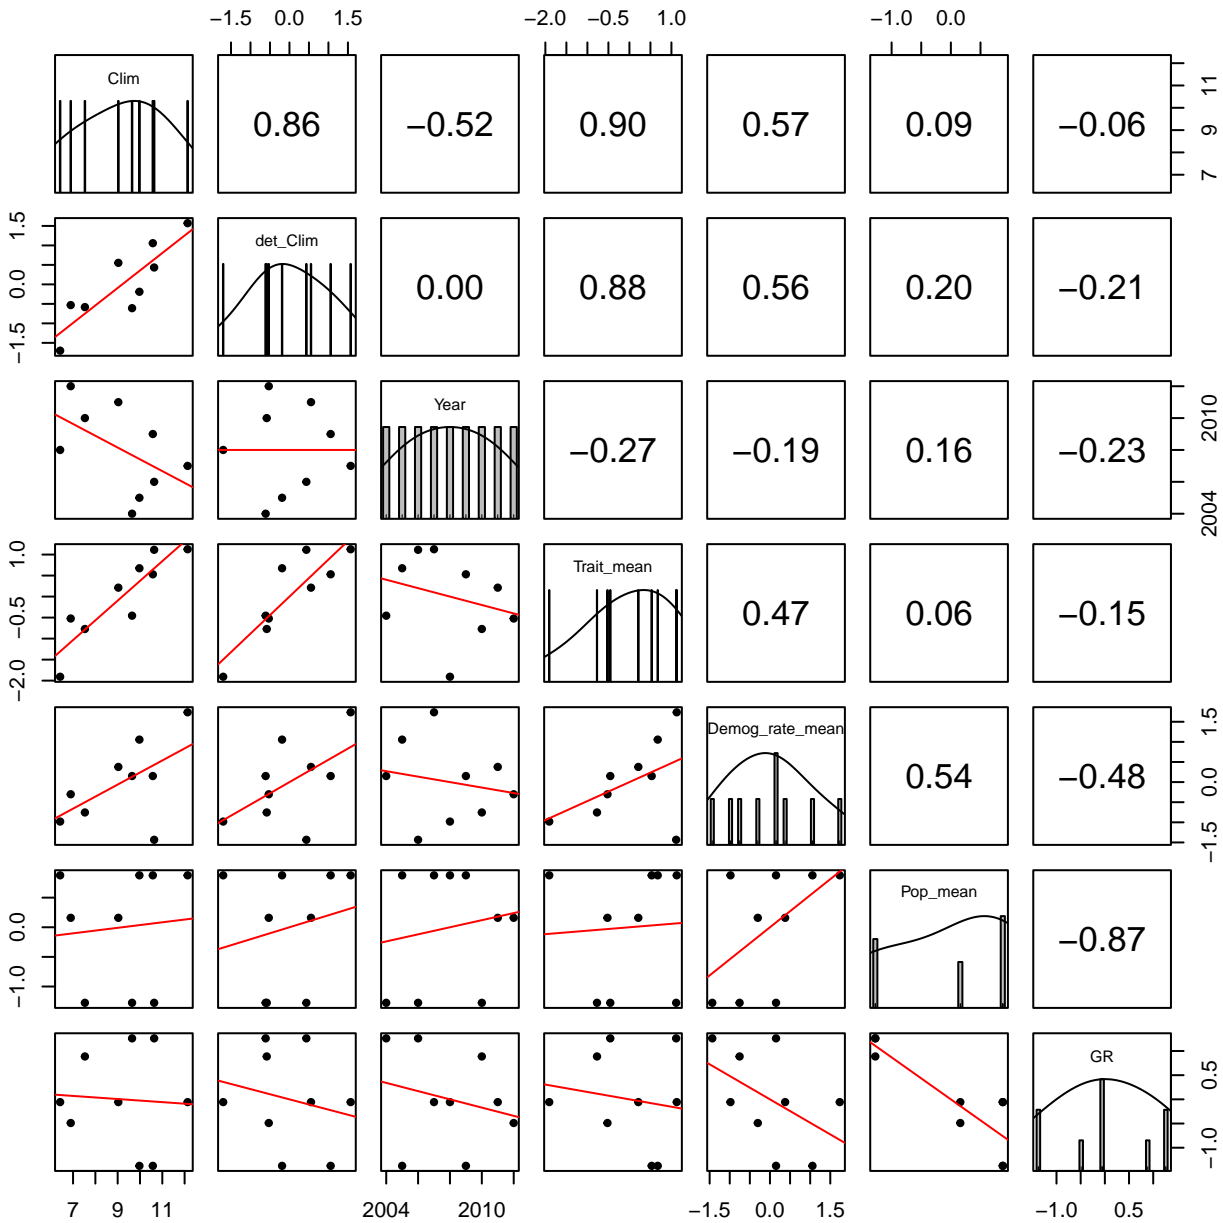 −1.5 0.0 1.5 −2.0 −0.5 1.0 −1.0 0.0
Clim 0.86 −0.52 0.90 0.57 0.09 −0.06
7 9 11
det_Clim 0.00 0.88 0.56 0.20 −0.21
−1.5 0.0 1.5
Year −0.27 −0.19 0.16 −0.23
2004 2010
Trait_mean 0.47 0.06 −0.15
−2.0 −0.5 1.0
Demog_rate_mean 0.54 −0.48
−1.5 0.0 1.5
Pop_mean −0.87
−1.0 0.0
GR
−1.0 0.5
7 9 11 2004 2010 −1.5 0.0 1.5 −1.0 0.5